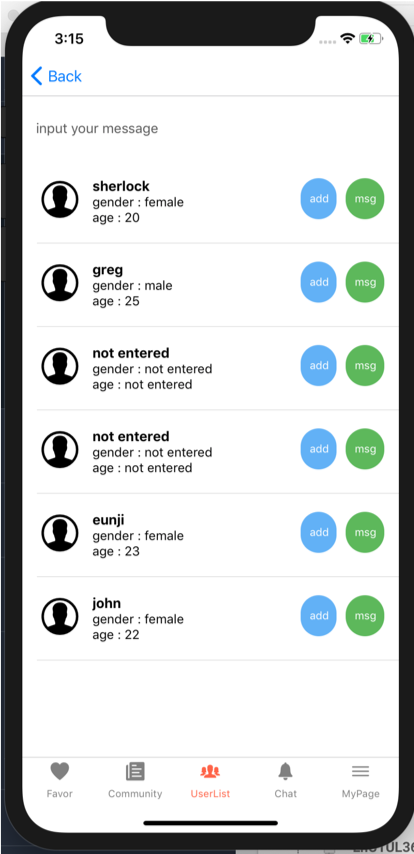 3:15
Back
input your message
sherlock
gender : female
age : 20
add
msg
greg
gender : male
age : 25
add
msg
not entered
gender : not entered
age : not entered
add
msg
not entered
gender : not entered
age : not entered
add
msg
eunji
gender : female
age : 23
add
msg
john
gender : female
age : 22
add
msg
Favor
Community
UserList
Chat
MyPage